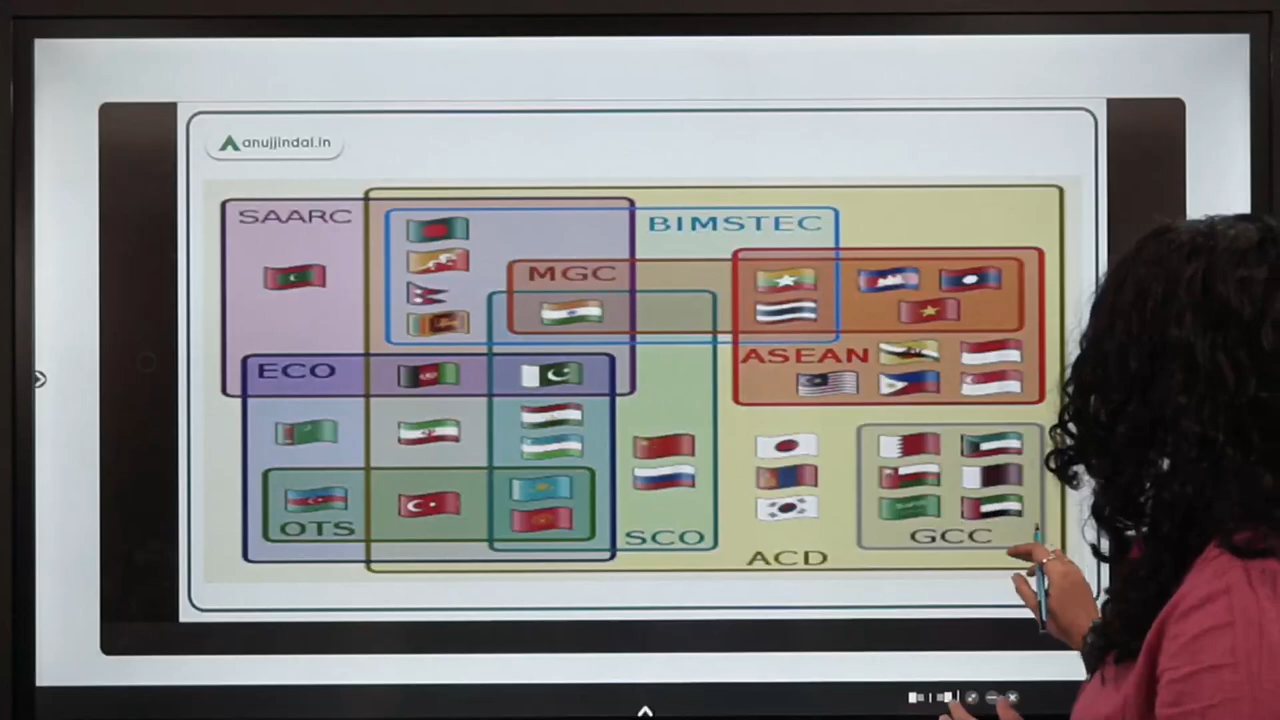 anujjindal.in
SAARC
BIMSTEC
MGC
ASEAN
ECO
OTS
SCO
GCC
ACD